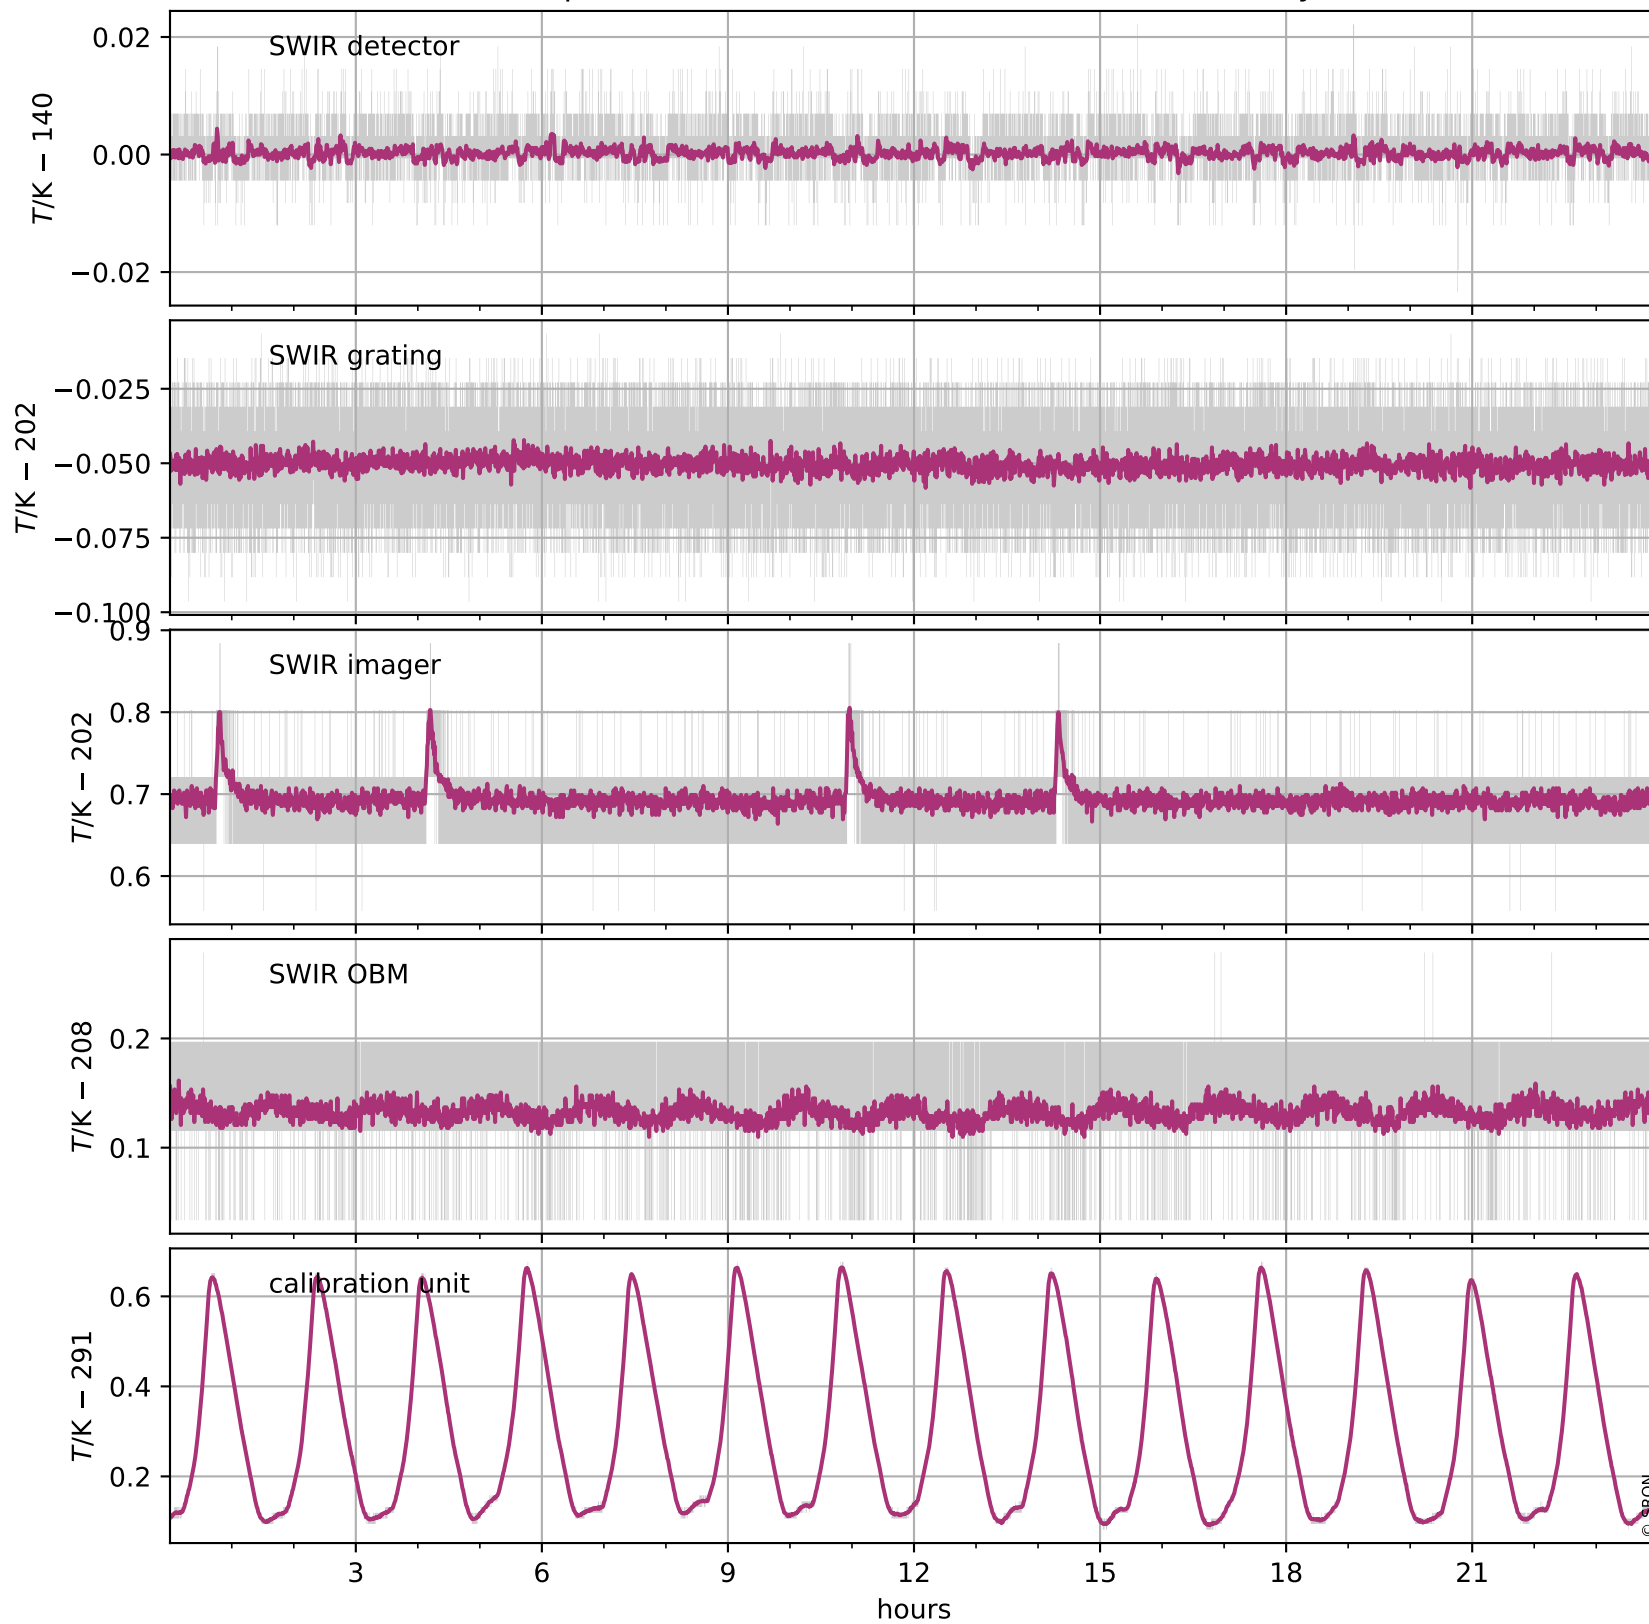 0.02
0.00
−0.02
T/K − 140
SWIR detector
−0.025
−0.050
−0.075
−0.100
T/K − 202
SWIR grating
0.9
0.8
0.7
0.6
T/K − 202
SWIR imager
0.2
0.1
T/K − 208
SWIR OBM
0.6
0.4
0.2
T/K − 291
calibration unit
3 6 9 12 15 18 21
hours
© SRON